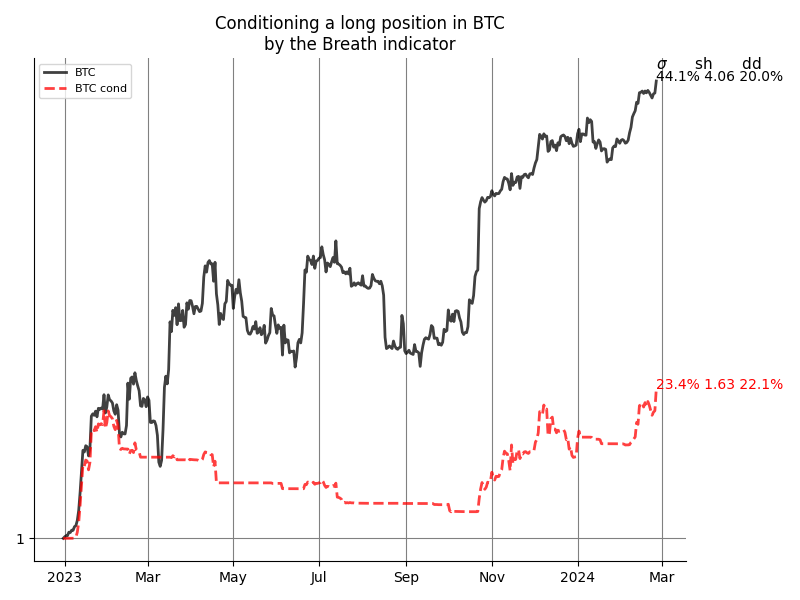 Conditioning a long position in BTC
by the Breath indicator
BTC
BTC cond
σ sh dd
44.1% 4.06 20.0%
23.4% 1.63 22.1%
1
2023 Mar May Jul Sep Nov 2024 Mar